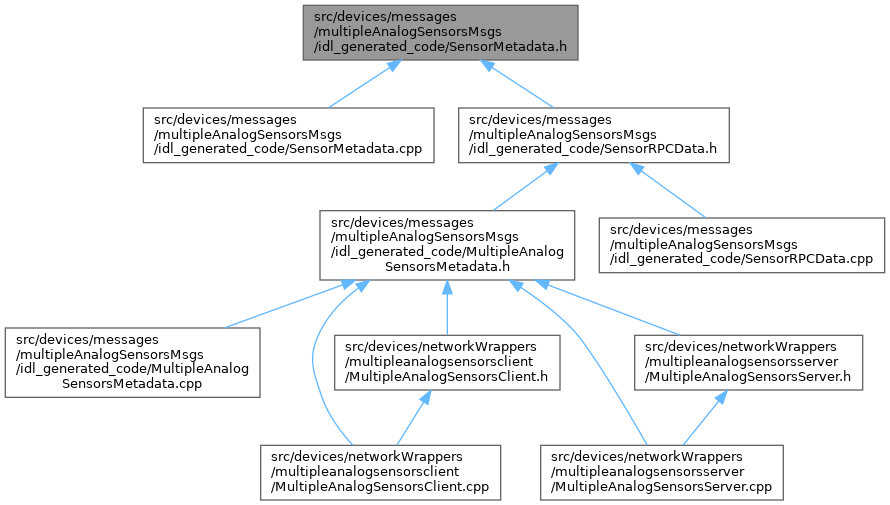 src/devices/messages
/multipleAnalogSensorsMsgs
/idl_generated_code/SensorMetadata.h
src/devices/messages
/multipleAnalogSensorsMsgs
/idl_generated_code/SensorMetadata.cpp
src/devices/messages
/multipleAnalogSensorsMsgs
/idl_generated_code/SensorRPCData.h
src/devices/messages
/multipleAnalogSensorsMsgs
/idl_generated_code/MultipleAnalog
SensorsMetadata.h
src/devices/messages
/multipleAnalogSensorsMsgs
/idl_generated_code/SensorRPCData.cpp
src/devices/messages
/multipleAnalogSensorsMsgs
/idl_generated_code/MultipleAnalog
SensorsMetadata.cpp
src/devices/networkWrappers
/multipleanalogsensorsclient
/MultipleAnalogSensorsClient.h
src/devices/networkWrappers
/multipleanalogsensorsserver
/MultipleAnalogSensorsServer.h
src/devices/networkWrappers
/multipleanalogsensorsclient
/MultipleAnalogSensorsClient.cpp
src/devices/networkWrappers
/multipleanalogsensorsserver
/MultipleAnalogSensorsServer.cpp